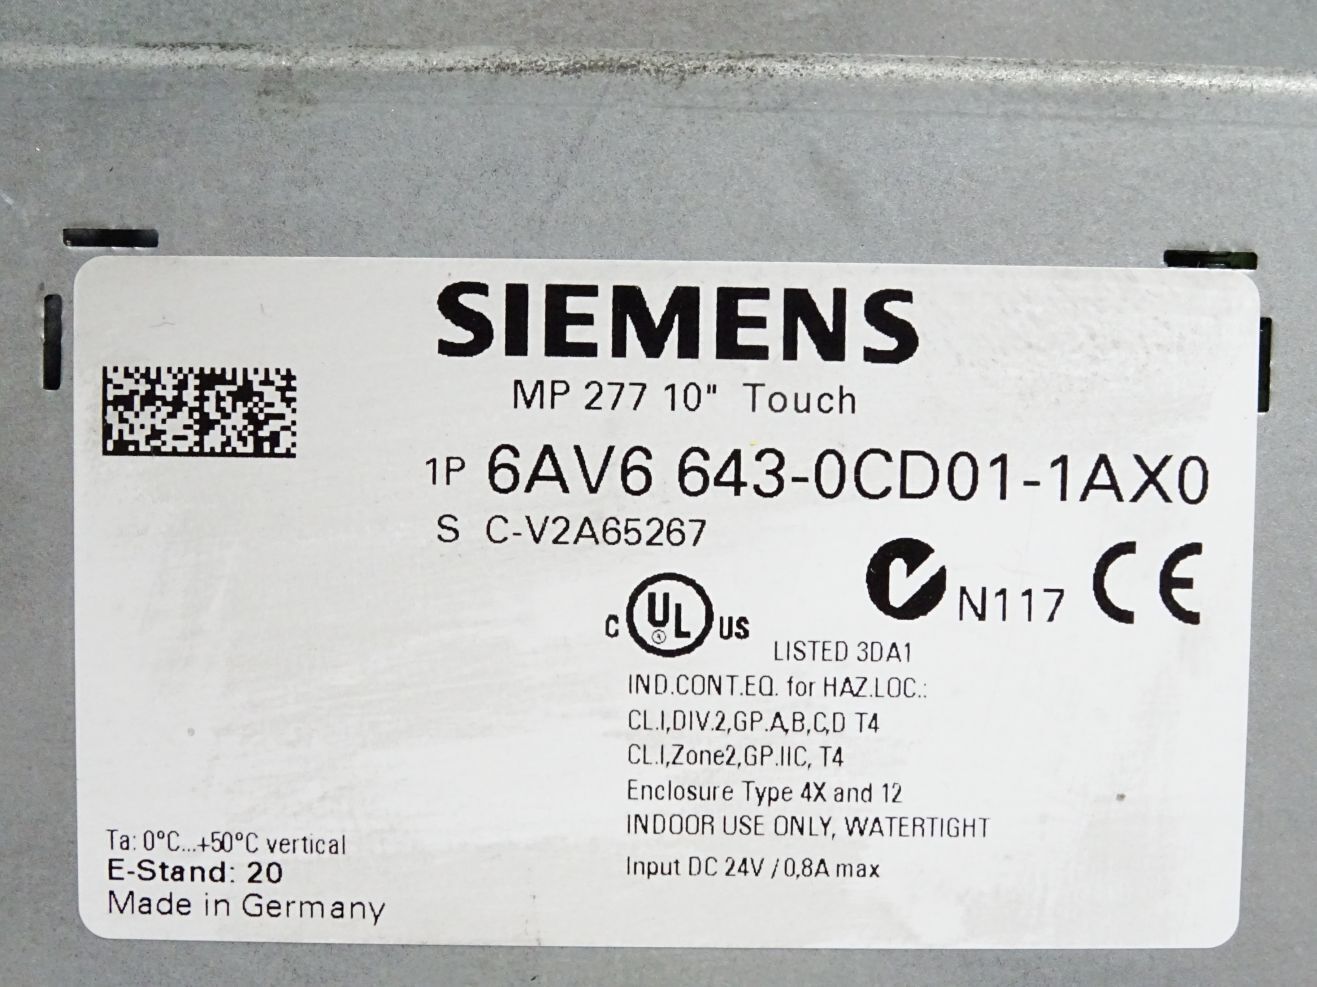 SIEMENS
MP 277 10" Touch
1P 6AV6 643-0CD01-1AX0
S C-V2A65267
N117 CE
C UL US
LISTED 3DA1
IND.CONT.EQ. for HAZ.LOC.:
CL.I,DIV.2,GP.A,B,C,D T4
CL.I,Zone2,GP.IIC, T4
Enclosure Type 4X and 12
INDOOR USE ONLY, WATERTIGHT
Input DC 24V / 0,8A max
Ta: 0°C...+50°C vertical
E-Stand: 20
Made in Germany